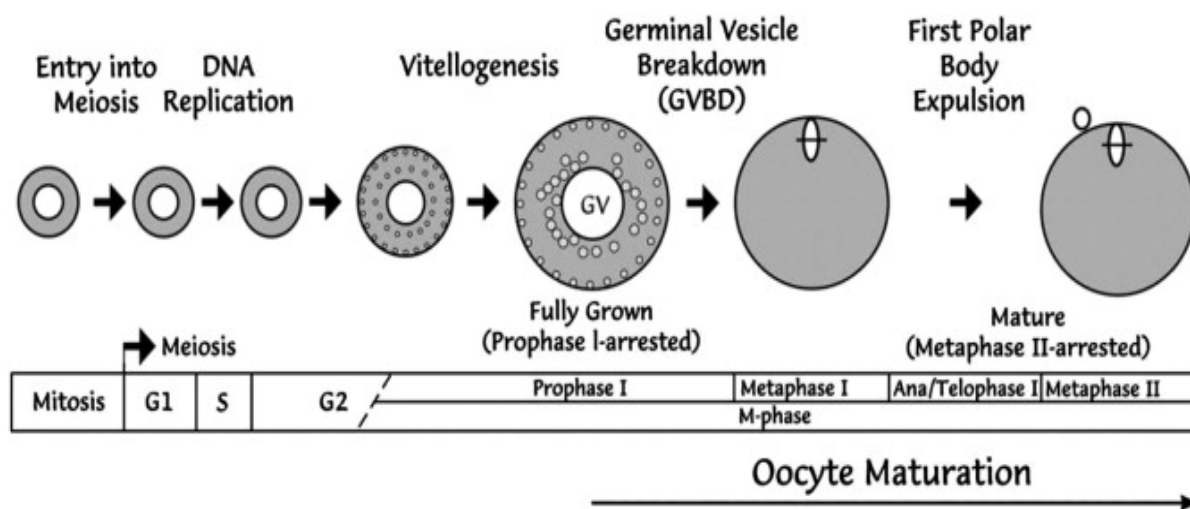 Entry into
Meiosis
DNA
Replication
Vitellogenesis
Germinal Vesicle
Breakdown
(GVBD)
First Polar
Body
Expulsion
GV
Fully Grown
(Prophase I-arrested)
Mature
(Metaphase II-arrested)
Meiosis
Mitosis
G1
S
G2
Prophase I
Metaphase I
Ana/Telophase I
Metaphase II
M-phase
Oocyte Maturation